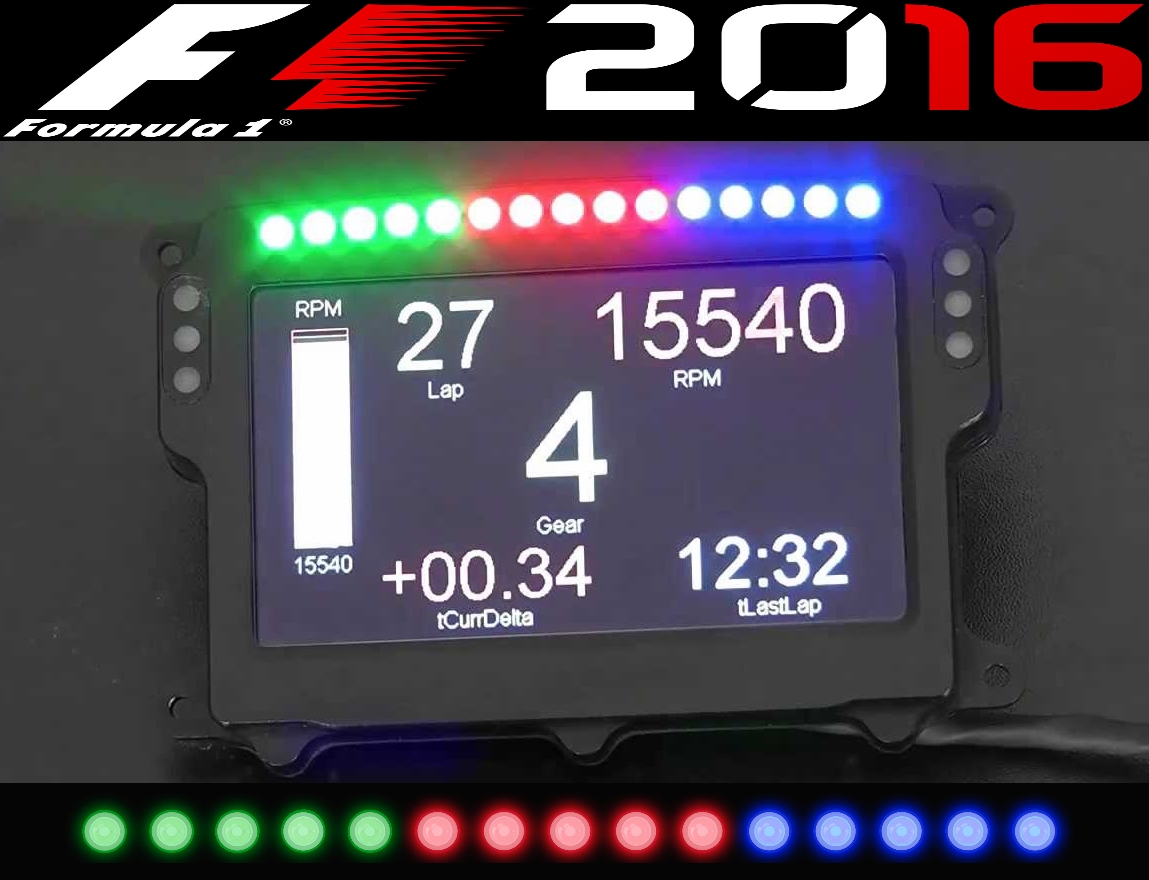 F1 2016
Formula 1®
RPM
27
15540
Lap
RPM
4
Gear
15540
+00.34
12:32
tCurrDelta
tLastLap